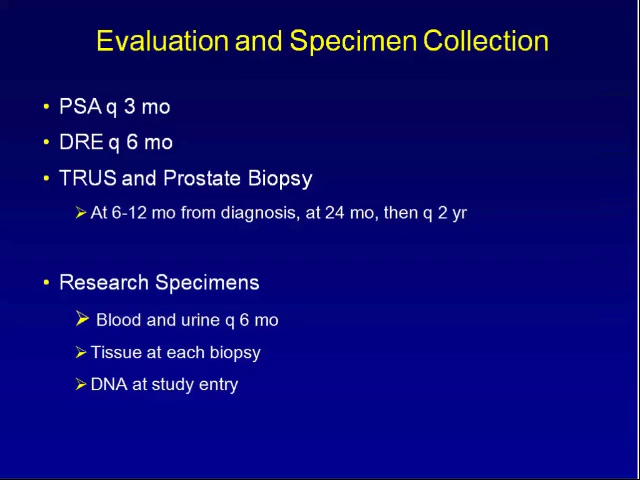 Evaluation and Specimen Collection
• PSA q 3 mo
• DRE q 6 mo
• TRUS and Prostate Biopsy
➢ At 6-12 mo from diagnosis, at 24 mo, then q 2 yr
• Research Specimens
➢ Blood and urine q 6 mo
➢ Tissue at each biopsy
➢ DNA at study entry